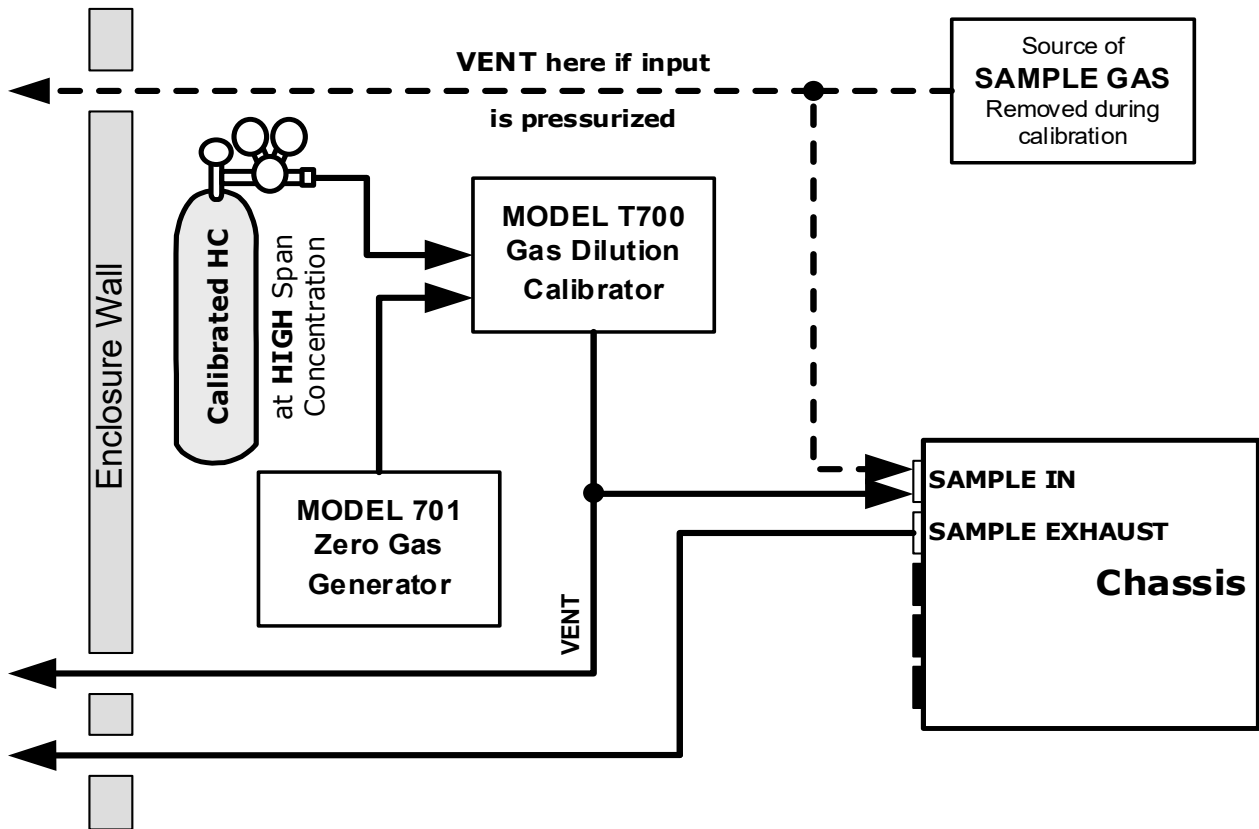 Source of
SAMPLE GAS
Removed during
calibration
VENT here if input
is pressurized
Enclosure Wall
Calibrated HC
at HIGH Span
Concentration
MODEL T700
Gas Dilution
Calibrator
MODEL 701
Zero Gas
Generator
VENT
SAMPLE IN
SAMPLE EXHAUST
Chassis